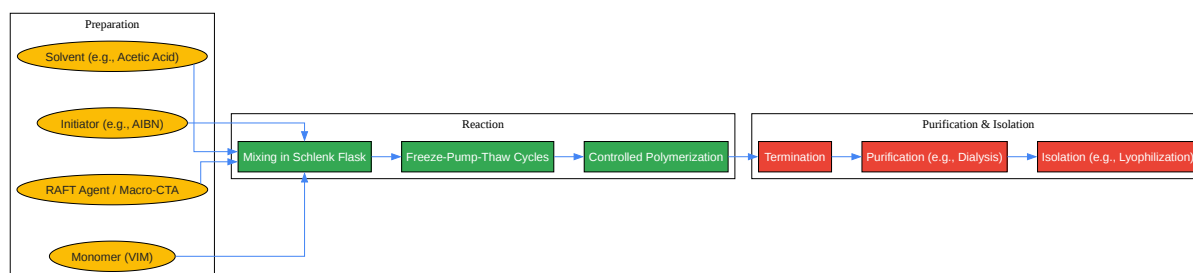 Preparation
Solvent (e.g., Acetic Acid)
Initiator (e.g., AIBN)
RAFT Agent / Macro-CTA
Monomer (VIM)
Reaction
Mixing in Schlenk Flask
Freeze-Pump-Thaw Cycles
Controlled Polymerization
Purification & Isolation
Termination
Purification (e.g., Dialysis)
Isolation (e.g., Lyophilization)